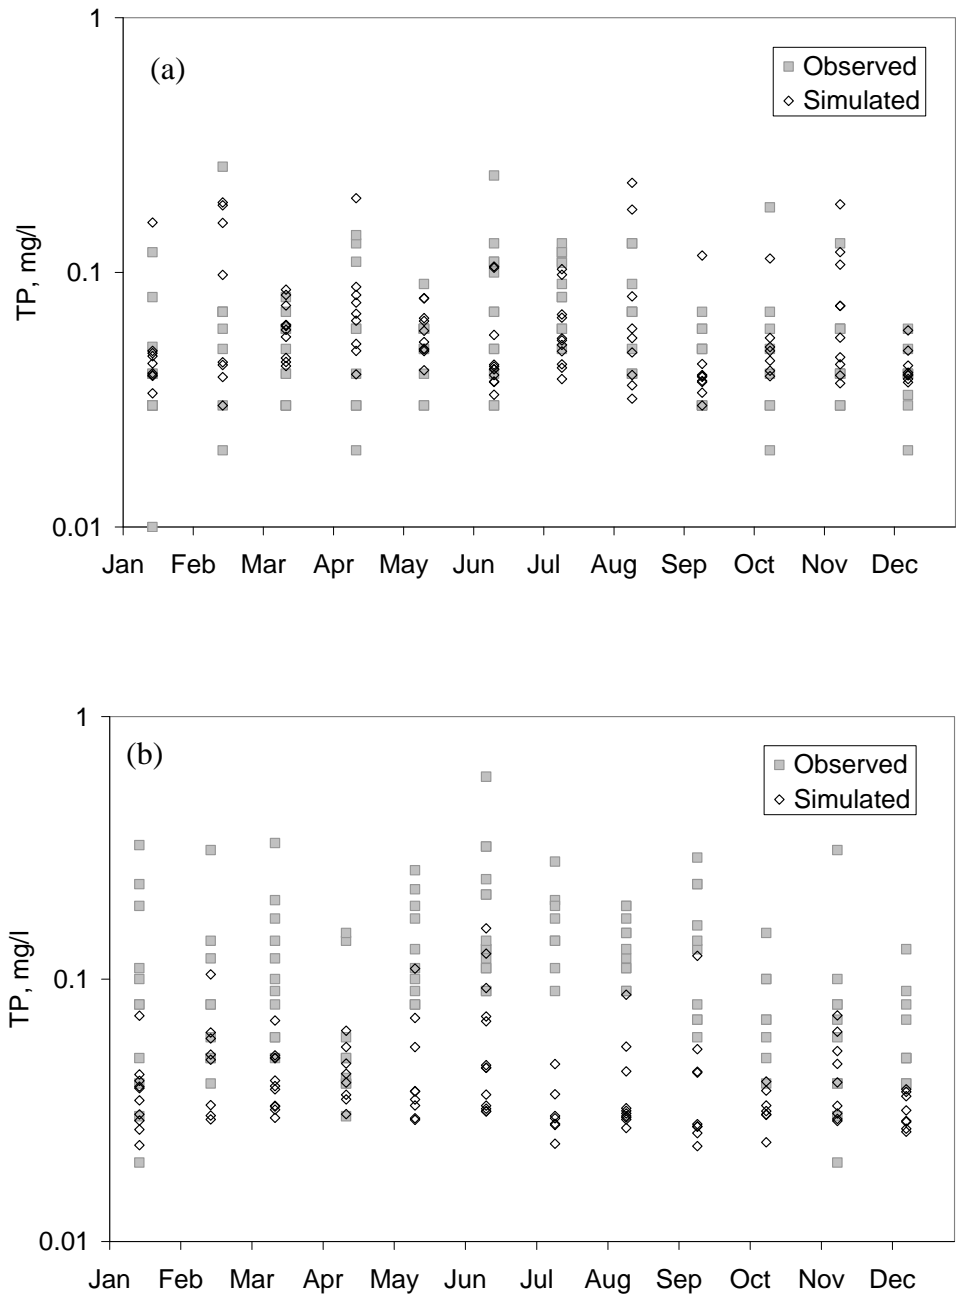 1
(a)
Observed
Simulated
TP, mg/l
0.1
0.01
Jan Feb Mar Apr May Jun Jul Aug Sep Oct Nov Dec
1
(b)
Observed
Simulated
TP, mg/l
0.1
0.01
Jan Feb Mar Apr May Jun Jul Aug Sep Oct Nov Dec